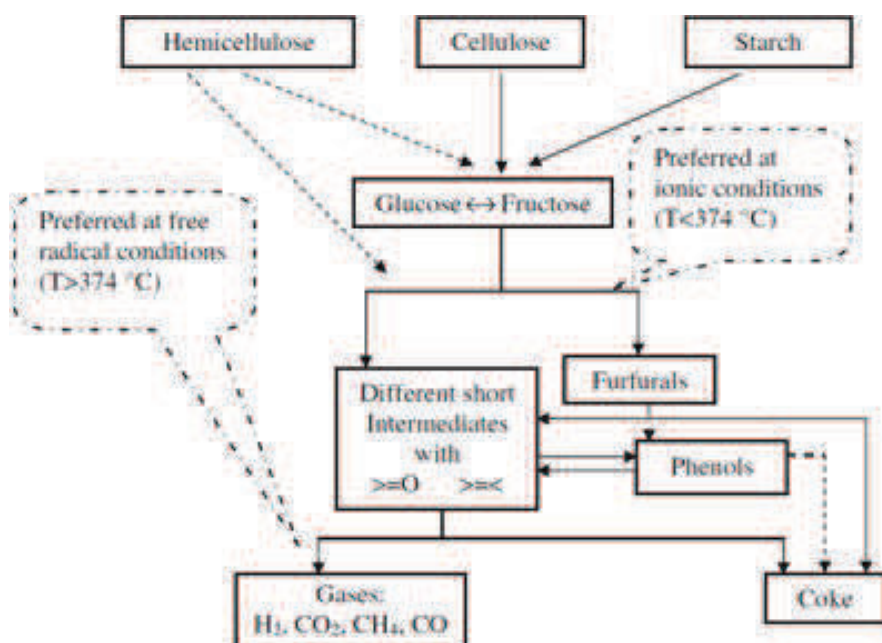 Hemicellulose
Cellulose
Starch
Preferred at
ionic conditions
(T<374 °C)
Glucose↔Fructose
Preferred at free
radical conditions
(T>374 °C)
Different short
Intermediates
with
>=O >=<
Furfurals
Phenols
Gases:
H₂, CO₂, CH₄, CO
Coke